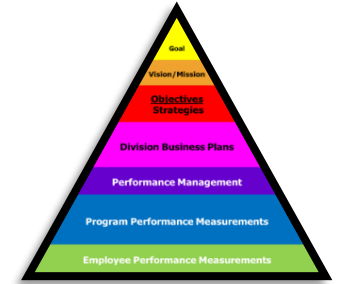 Goal
Vision/Mission
Objectives
Strategies
Division Business Plans
Performance Management
Program Performance Measurements
Employee Performance Measurements